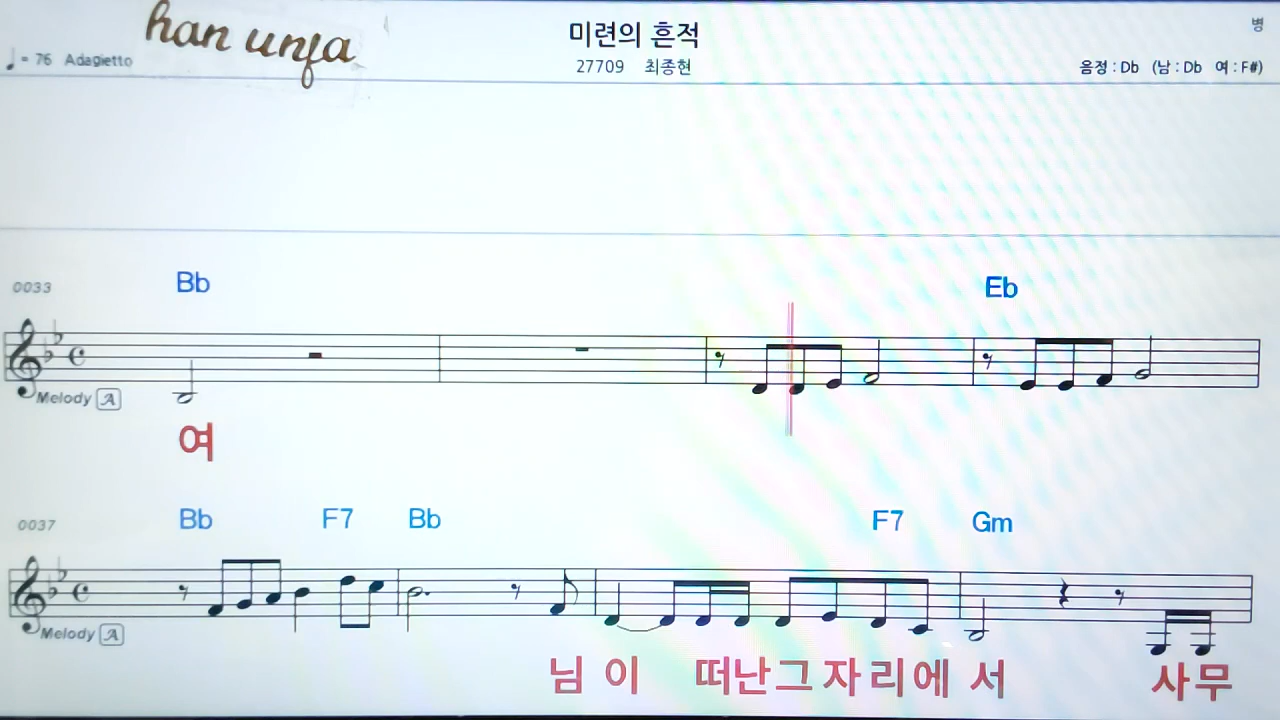 han unja
미련의 흔적
병
♩= 76 Adagietto
27709 최종현
음정 : Db (남 : Db 여 : F#)
0033
Bb
Eb
Melody A
여
0037
Bb F7 Bb F7 Gm
Melody A
님 이 떠난그 자리에 서 사무